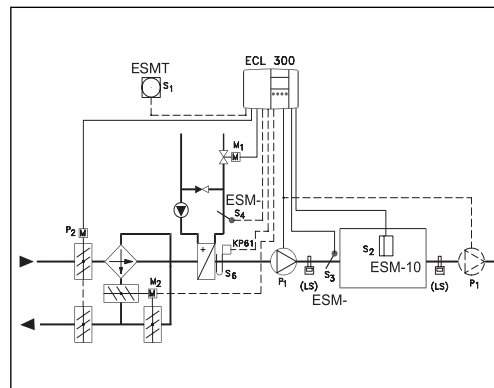 ECL 300
ESMT
S1
M1
M
ESM-
S4
P2
M
KP61
M2
M
S6
P1
(LS)
S3
ESM-
S2
ESM-10
(LS)
P1
+